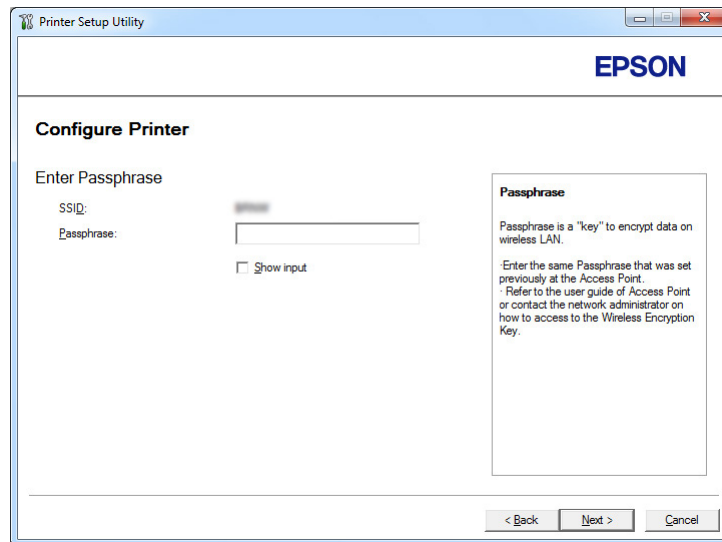 Printer Setup Utility
EPSON
Configure Printer
Enter Passphrase
SSID:
Passphrase:
Show input
Passphrase
Passphrase is a "key" to encrypt data on
wireless LAN.
·Enter the same Passphrase that was set
previously at the Access Point.
· Refer to the user guide of Access Point
or contact the network administrator on
how to access to the Wireless Encryption
Key.
< Back
Next >
Cancel